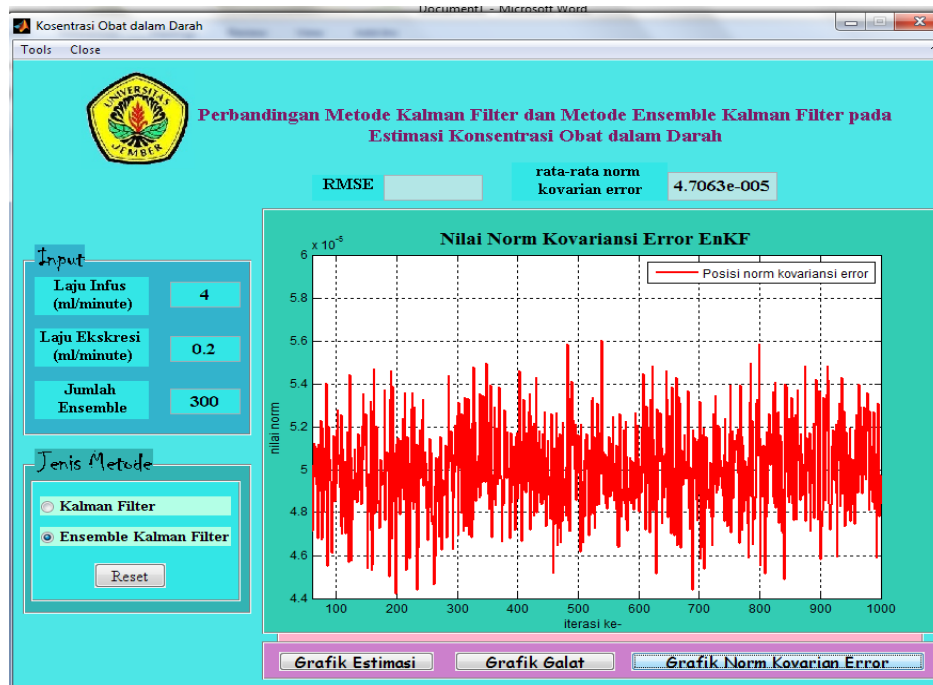 Document1 - Microsoft Word
Kosentrasi Obat dalam Darah
Tools Close
UNIVERSITAS
JEMBER
Perbandingan Metode Kalman Filter dan Metode Ensemble Kalman Filter pada
Estimasi Konsentrasi Obat dalam Darah
RMSE
rata-rata norm
kovarian error
4.7063e-005
Input
Laju Infus
(ml/minute)
4
Laju Ekskresi
(ml/minute)
0.2
Jumlah
Ensemble
300
Jenis Metode
Kalman Filter
Ensemble Kalman Filter
Reset
Nilai Norm Kovariansi Error EnKF
x 10⁻⁵
Posisi norm kovariansi error
6
5.8
5.6
5.4
5.2
5
4.8
4.6
4.4
nilai norm
100 200 300 400 500 600 700 800 900 1000
iterasi ke-
Grafik Estimasi Grafik Galat Grafik Norm Kovarian Error